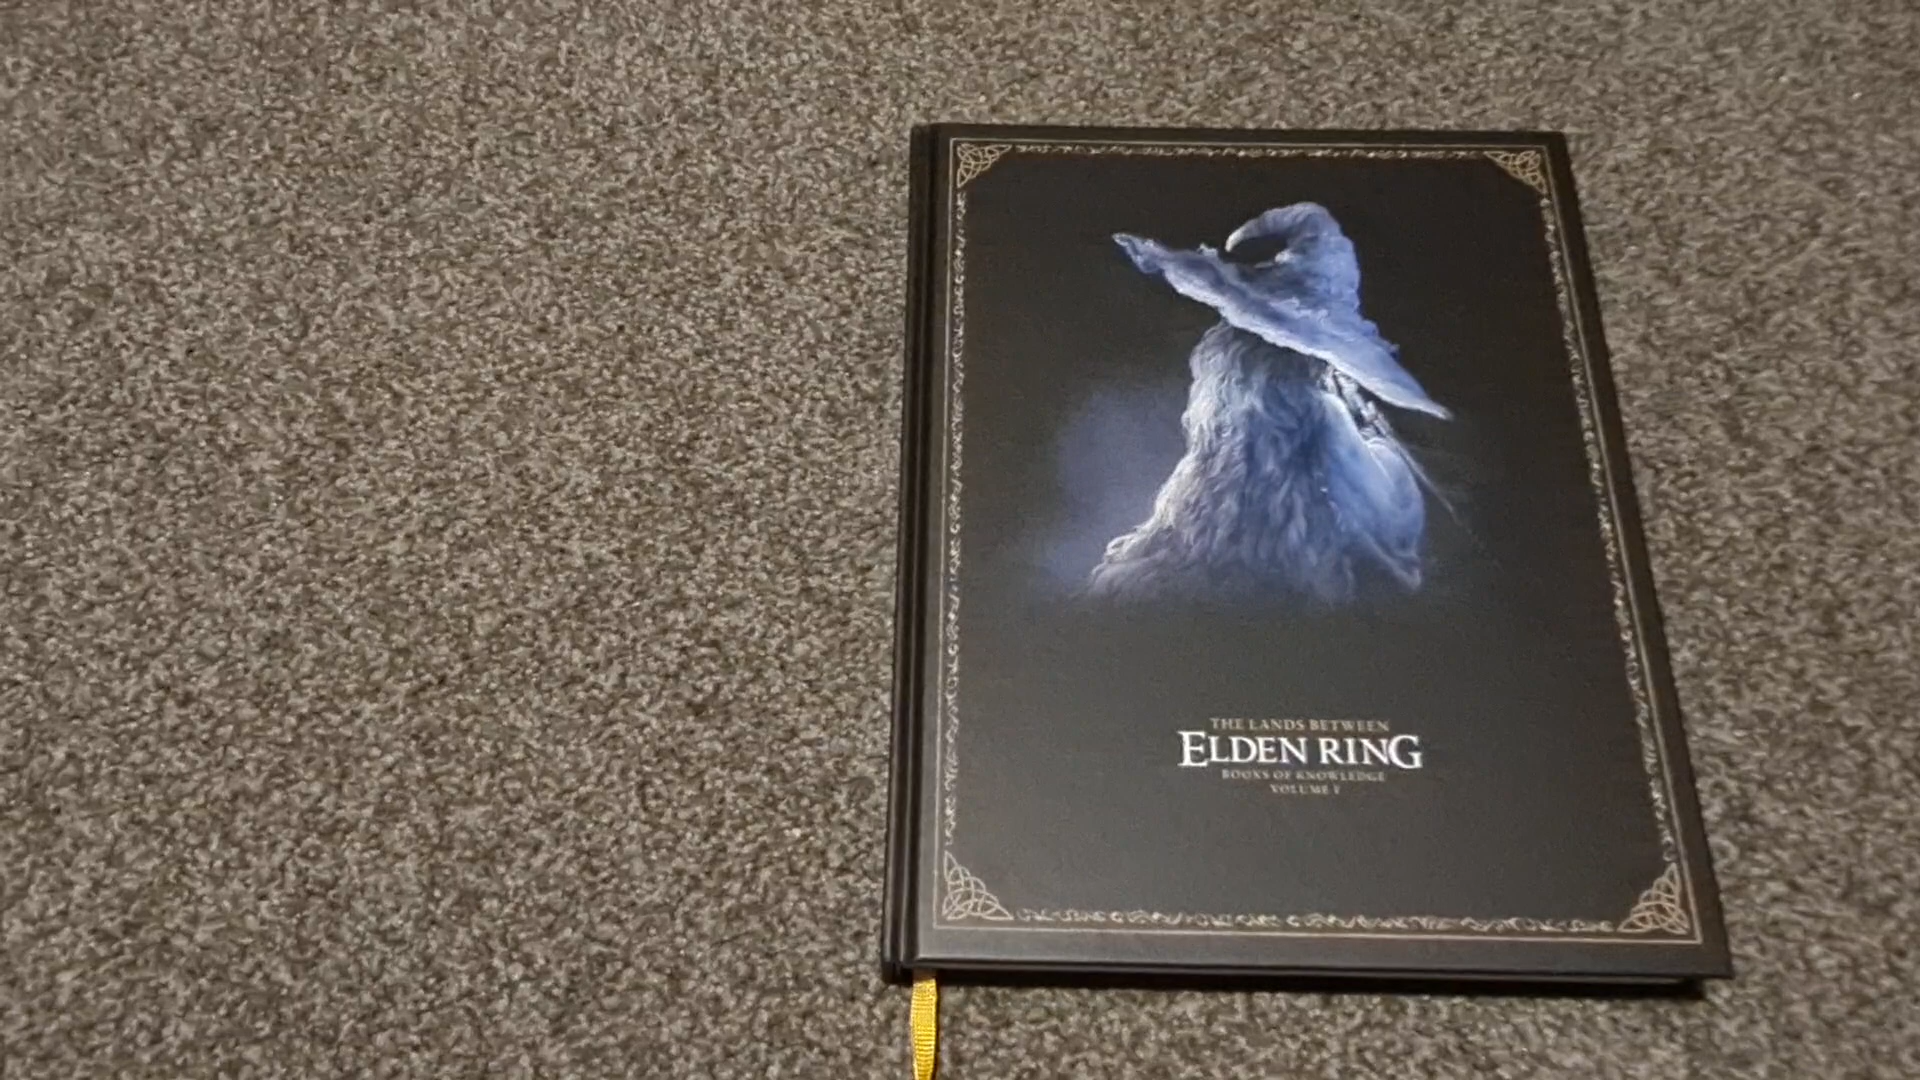 THE LANDS BETWEEN
ELDEN RING
BOOKS OF KNOWLEDGE
VOLUME I